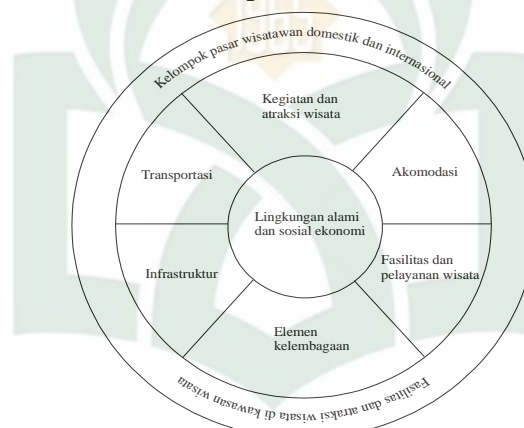 Kelompok pasar wisatawan domestik dan internasional
Kegiatan dan
atraksi wisata
Transportasi
Akomodasi
Lingkungan alami
dan sosial ekonomi
Infrastruktur
Fasilitas dan
pelayanan wisata
Elemen
kelembagaan
Fasilitas dan atraksi wisata di kawasan wisata